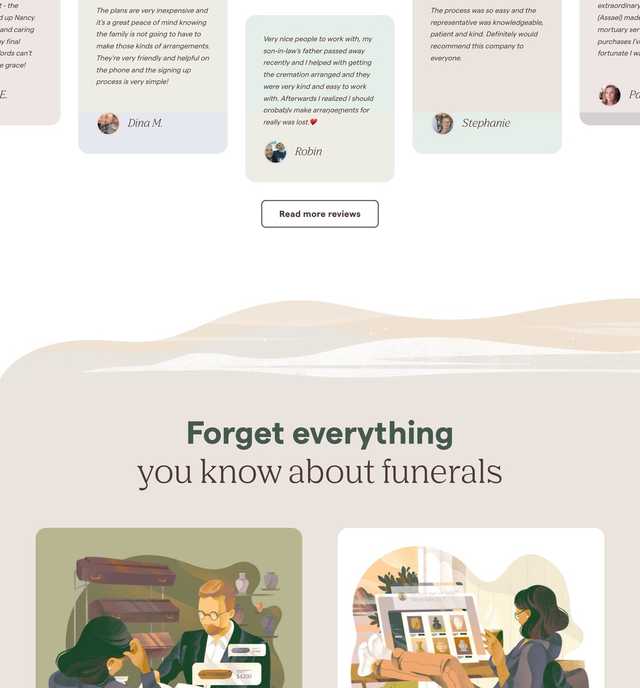 t - the
d up Nancy
and caring
y final
ords can't
e grace!
E.
The plans are very inexpensive and
it's a great peace of mind knowing
the family is not going to have to
make those kinds of arrangements.
They're very friendly and helpful on
the phone and the signing up
process is very simple!
Dina M.
Very nice people to work with, my
son-in-law's father passed away
recently and I helped with getting
the cremation arranged and they
were very kind and easy to work
with. Afterwards I realized I should
probably make arrangements for
really was lost.❤️
Robin
The process was so easy and the
representative was knowledgeable,
patient and kind. Definitely would
recommend this company to
everyone.
Stephanie
extraordinary
(Assaei) made
mortuary ser
purchases I'v
fortunate I wa
Pa
Read more reviews
Forget everything
you know about funerals